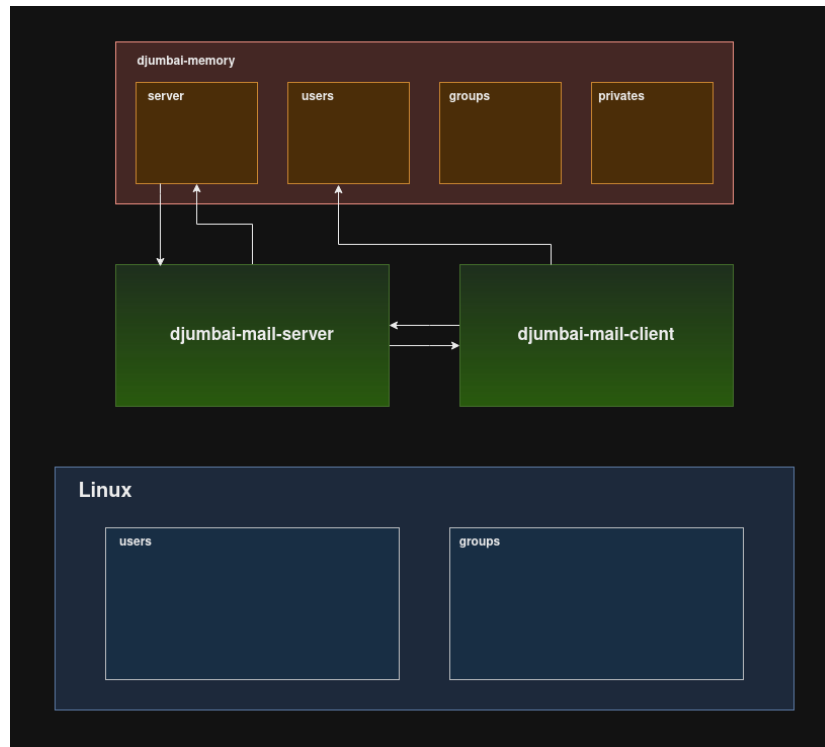 djumbai-memory
server
users
groups
privates
djumbai-mail-server
djumbai-mail-client
Linux
users
groups